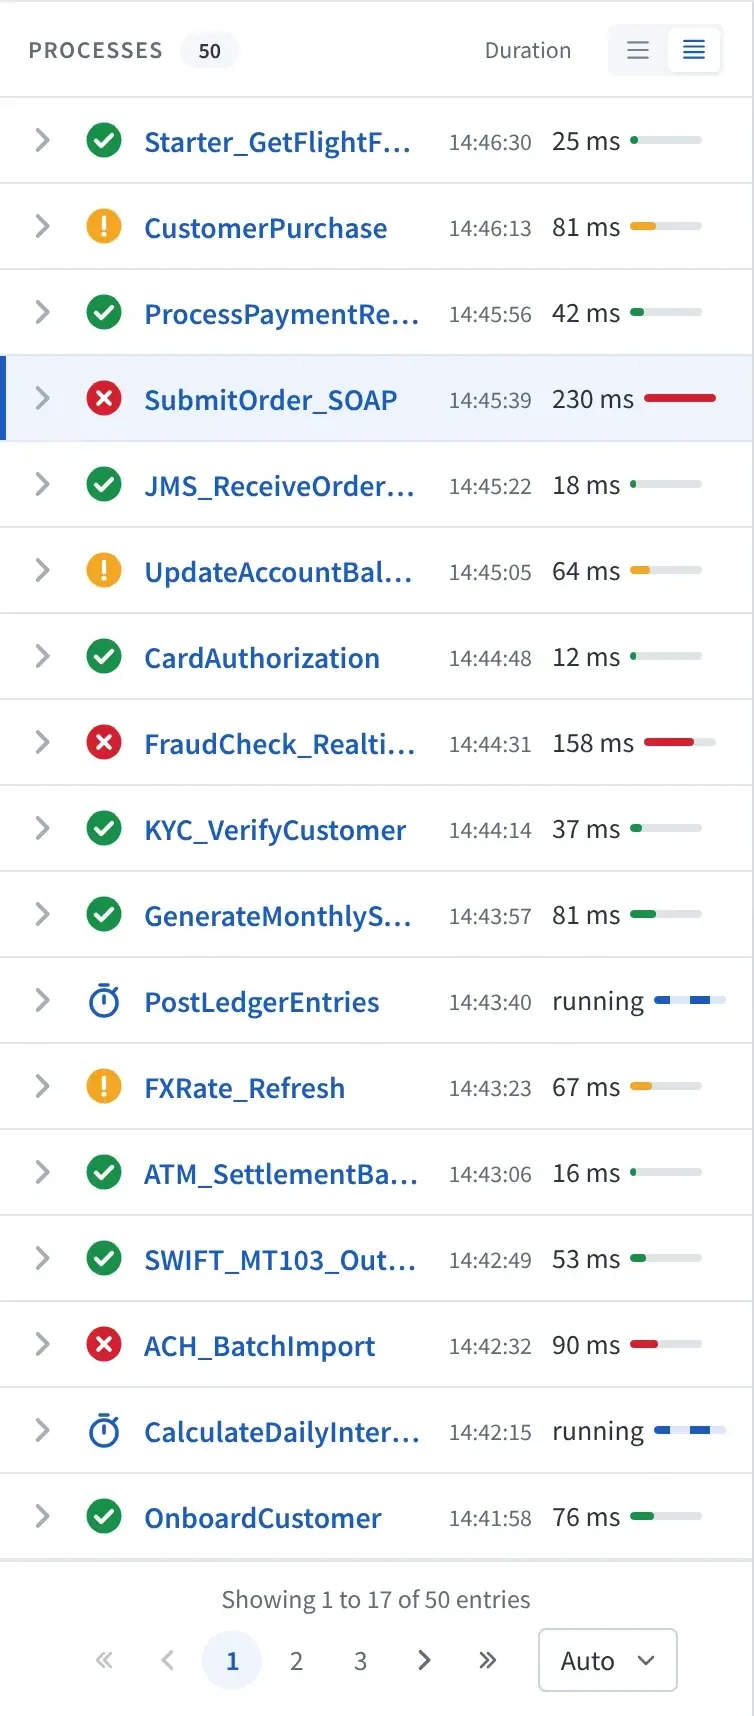 PROCESSES 50 Duration
Starter_GetFlightF... 14:46:30 25 ms
CustomerPurchase 14:46:13 81 ms
ProcessPaymentRe... 14:45:56 42 ms
SubmitOrder_SOAP 14:45:39 230 ms
JMS_ReceiveOrder... 14:45:22 18 ms
UpdateAccountBal... 14:45:05 64 ms
CardAuthorization 14:44:48 12 ms
FraudCheck_Realti... 14:44:31 158 ms
KYC_VerifyCustomer 14:44:14 37 ms
GenerateMonthlyS... 14:43:57 81 ms
PostLedgerEntries 14:43:40 running
FXRate_Refresh 14:43:23 67 ms
ATM_SettlementBa... 14:43:06 16 ms
SWIFT_MT103_Out... 14:42:49 53 ms
ACH_BatchImport 14:42:32 90 ms
CalculateDailyInter... 14:42:15 running
OnboardCustomer 14:41:58 76 ms
Showing 1 to 17 of 50 entries
« ‹ 1 2 3 › » Auto